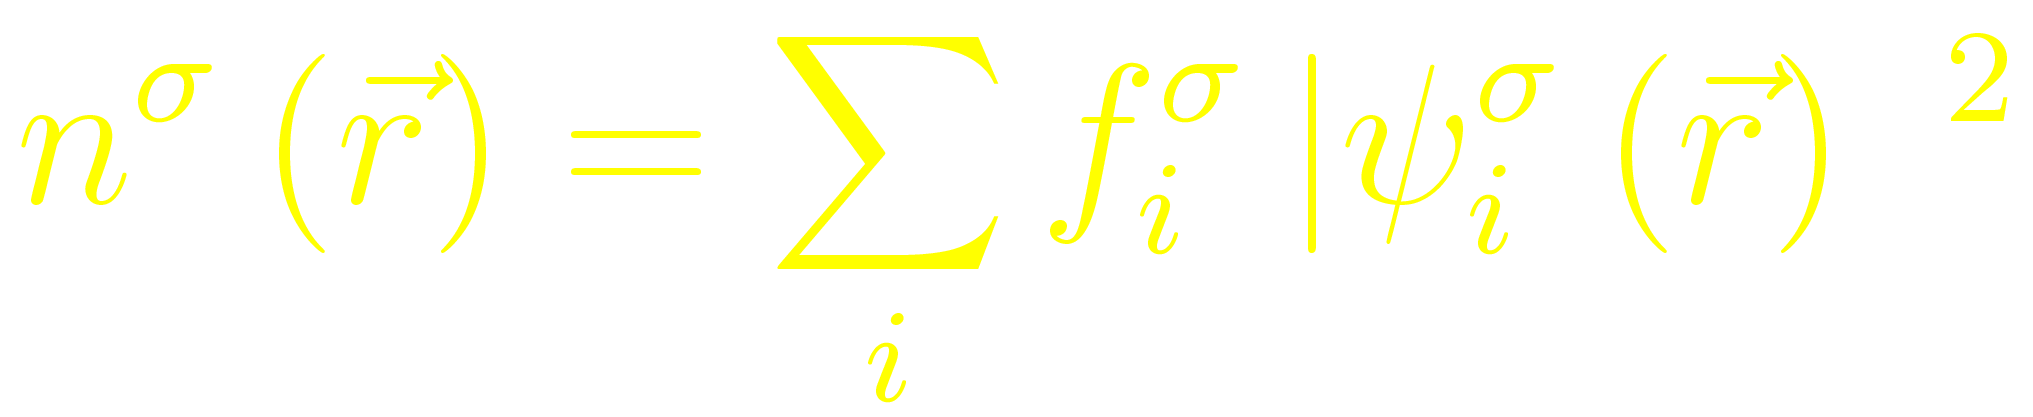 n^σ (r⃗) = ∑_i f_i^σ |ψ_i^σ (r⃗) ^2